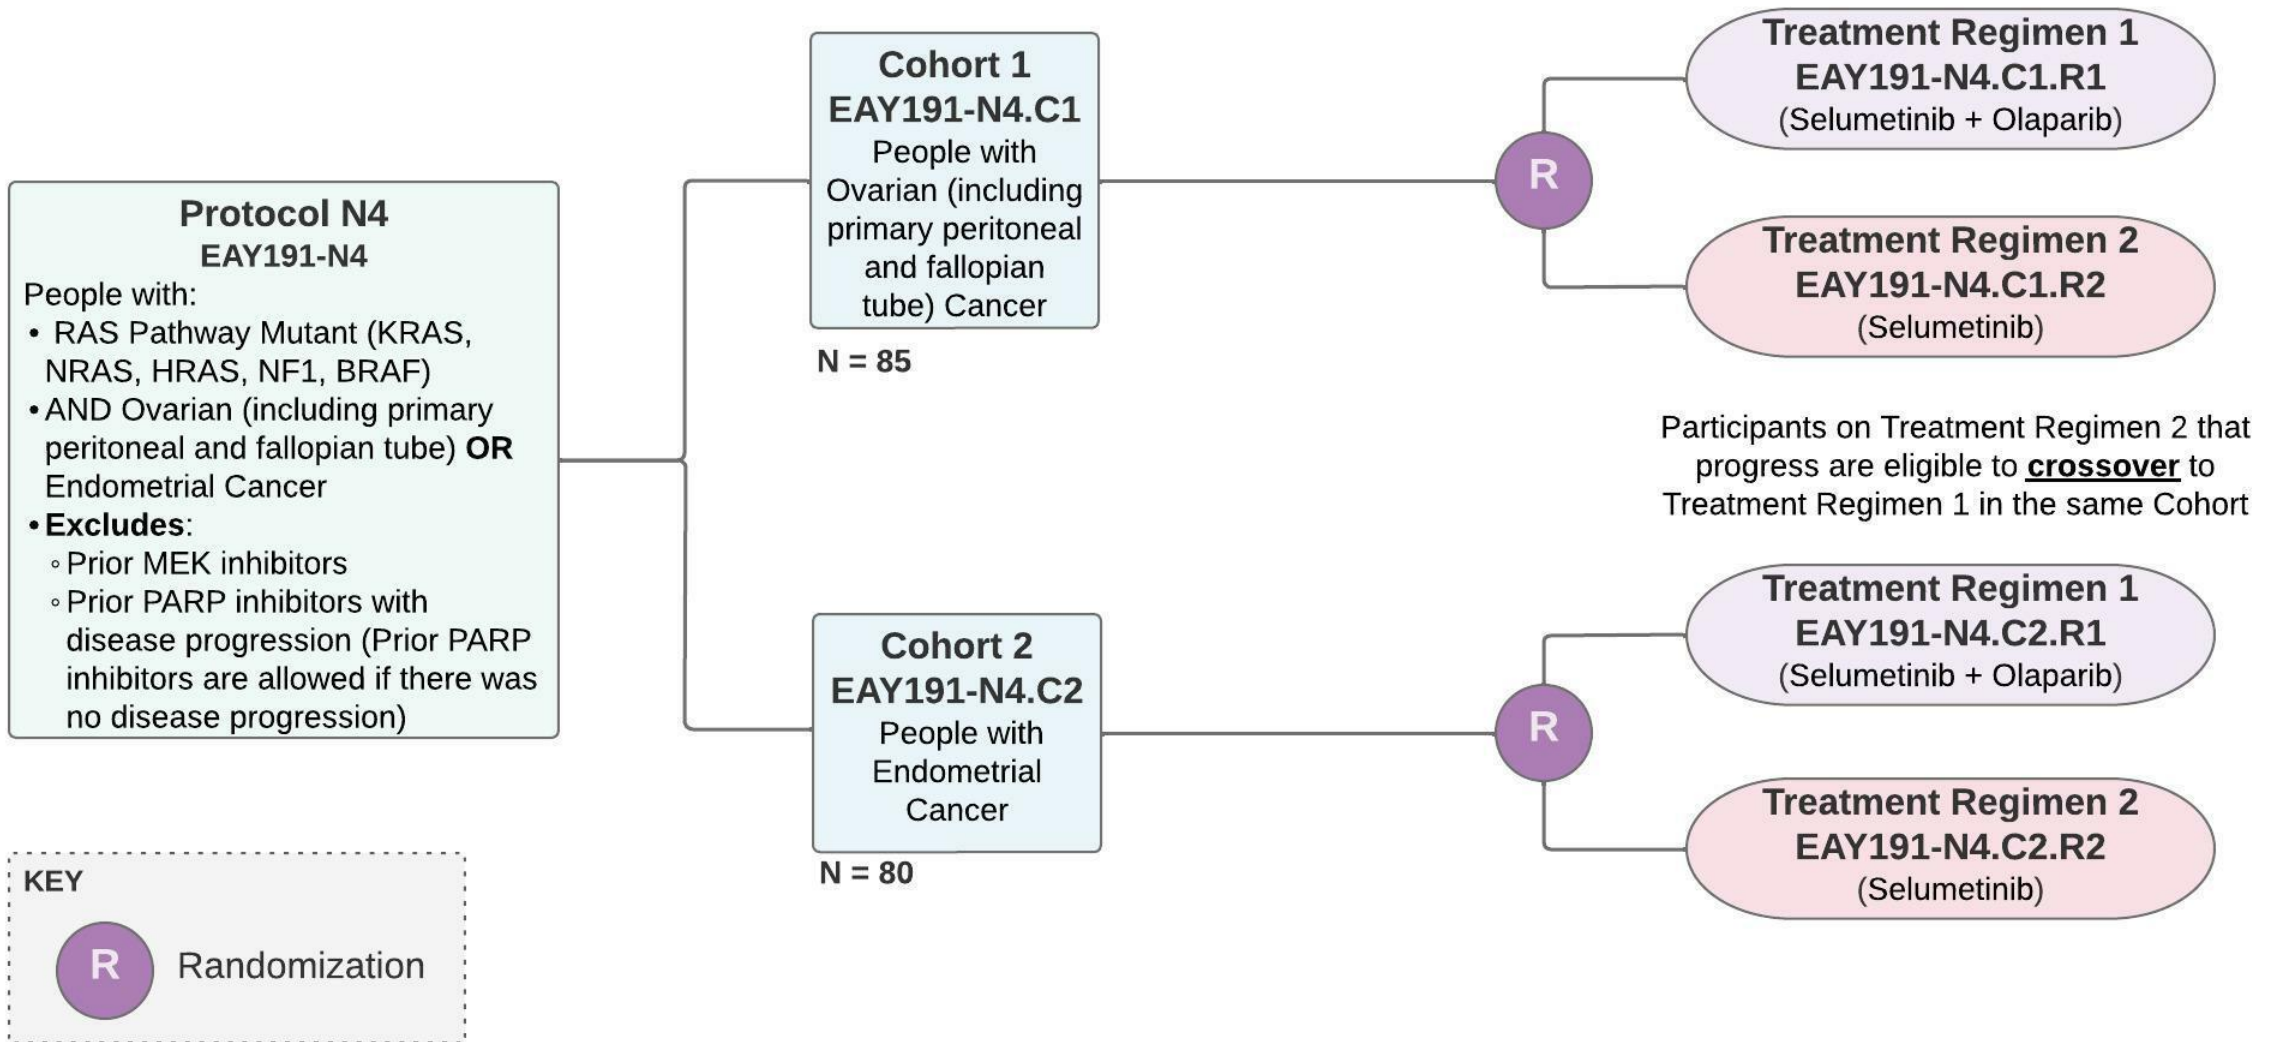 Protocol N4
EAY191-N4
People with:
• RAS Pathway Mutant (KRAS,
NRAS, HRAS, NF1, BRAF)
• AND Ovarian (including primary
peritoneal and fallopian tube) OR
Endometrial Cancer
• Excludes:
◦ Prior MEK inhibitors
◦ Prior PARP inhibitors with
disease progression (Prior PARP
inhibitors are allowed if there was
no disease progression)
Cohort 1
EAY191-N4.C1
People with
Ovarian (including
primary peritoneal
and fallopian
tube) Cancer
N = 85
R
Treatment Regimen 1
EAY191-N4.C1.R1
(Selumetinib + Olaparib)
Treatment Regimen 2
EAY191-N4.C1.R2
(Selumetinib)
Participants on Treatment Regimen 2 that
progress are eligible to crossover to
Treatment Regimen 1 in the same Cohort
Cohort 2
EAY191-N4.C2
People with
Endometrial
Cancer
N = 80
R
Treatment Regimen 1
EAY191-N4.C2.R1
(Selumetinib + Olaparib)
Treatment Regimen 2
EAY191-N4.C2.R2
(Selumetinib)
KEY
R Randomization